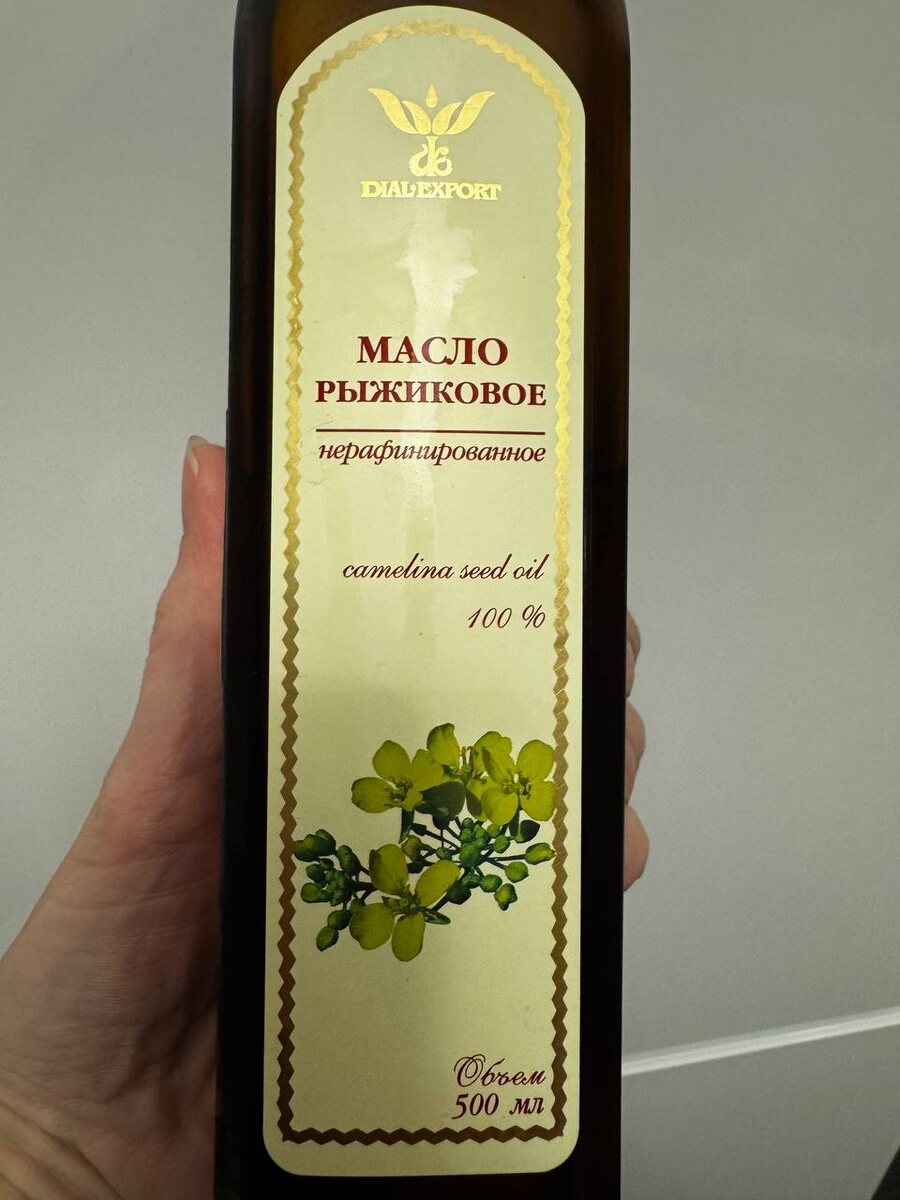 DIAL-EXPORT
МАСЛО
РЫЖИКОВОЕ
нерафинированное
camelina seed oil
100 %
Объем
500 мл